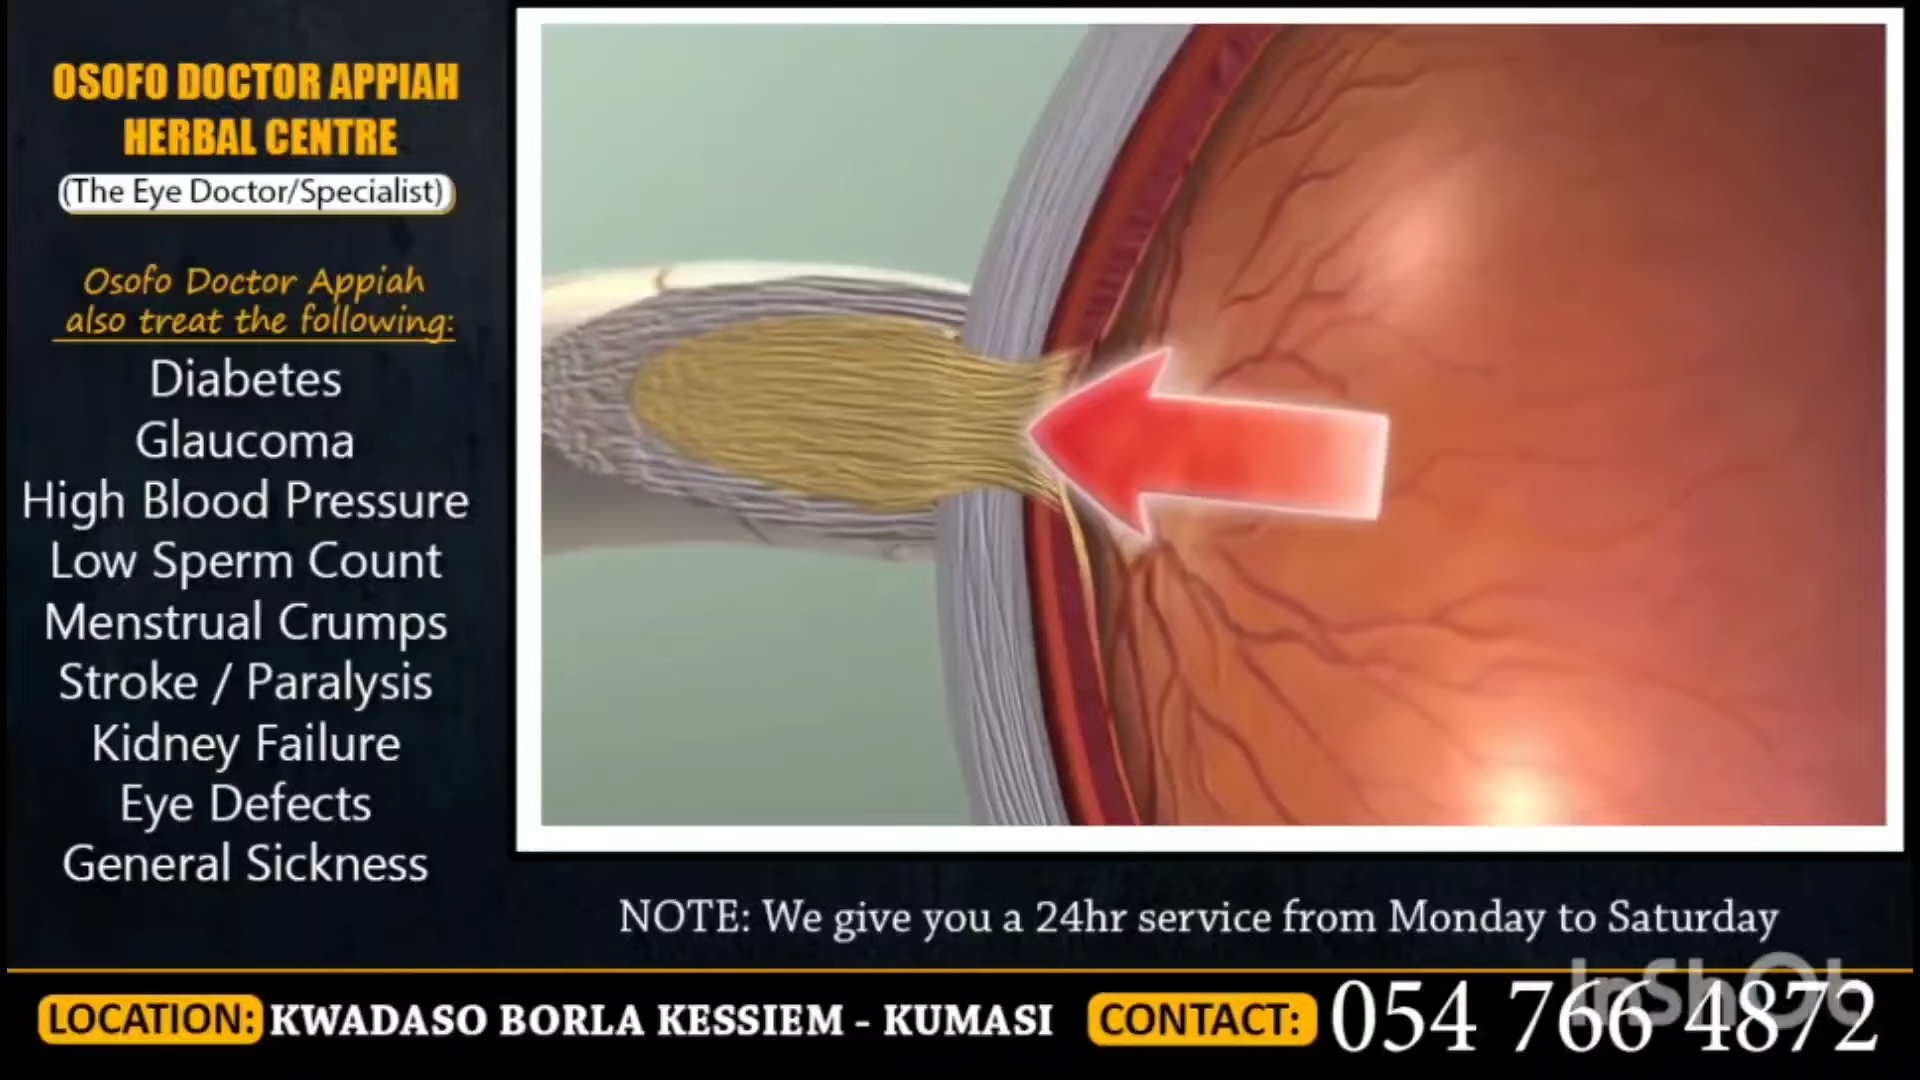 OSOFO DOCTOR APPIAH
HERBAL CENTRE
(The Eye Doctor/Specialist)
Osofo Doctor Appiah
also treat the following:
Diabetes
Glaucoma
High Blood Pressure
Low Sperm Count
Menstrual Crumps
Stroke / Paralysis
Kidney Failure
Eye Defects
General Sickness
NOTE: We give you a 24hr service from Monday to Saturday
InShOt
LOCATION: KWADASO BORLA KESSIEM - KUMASI CONTACT: 054 766 4872